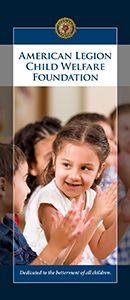 American Legion
Child Welfare
Foundation
Dedicated to the betterment of all children.